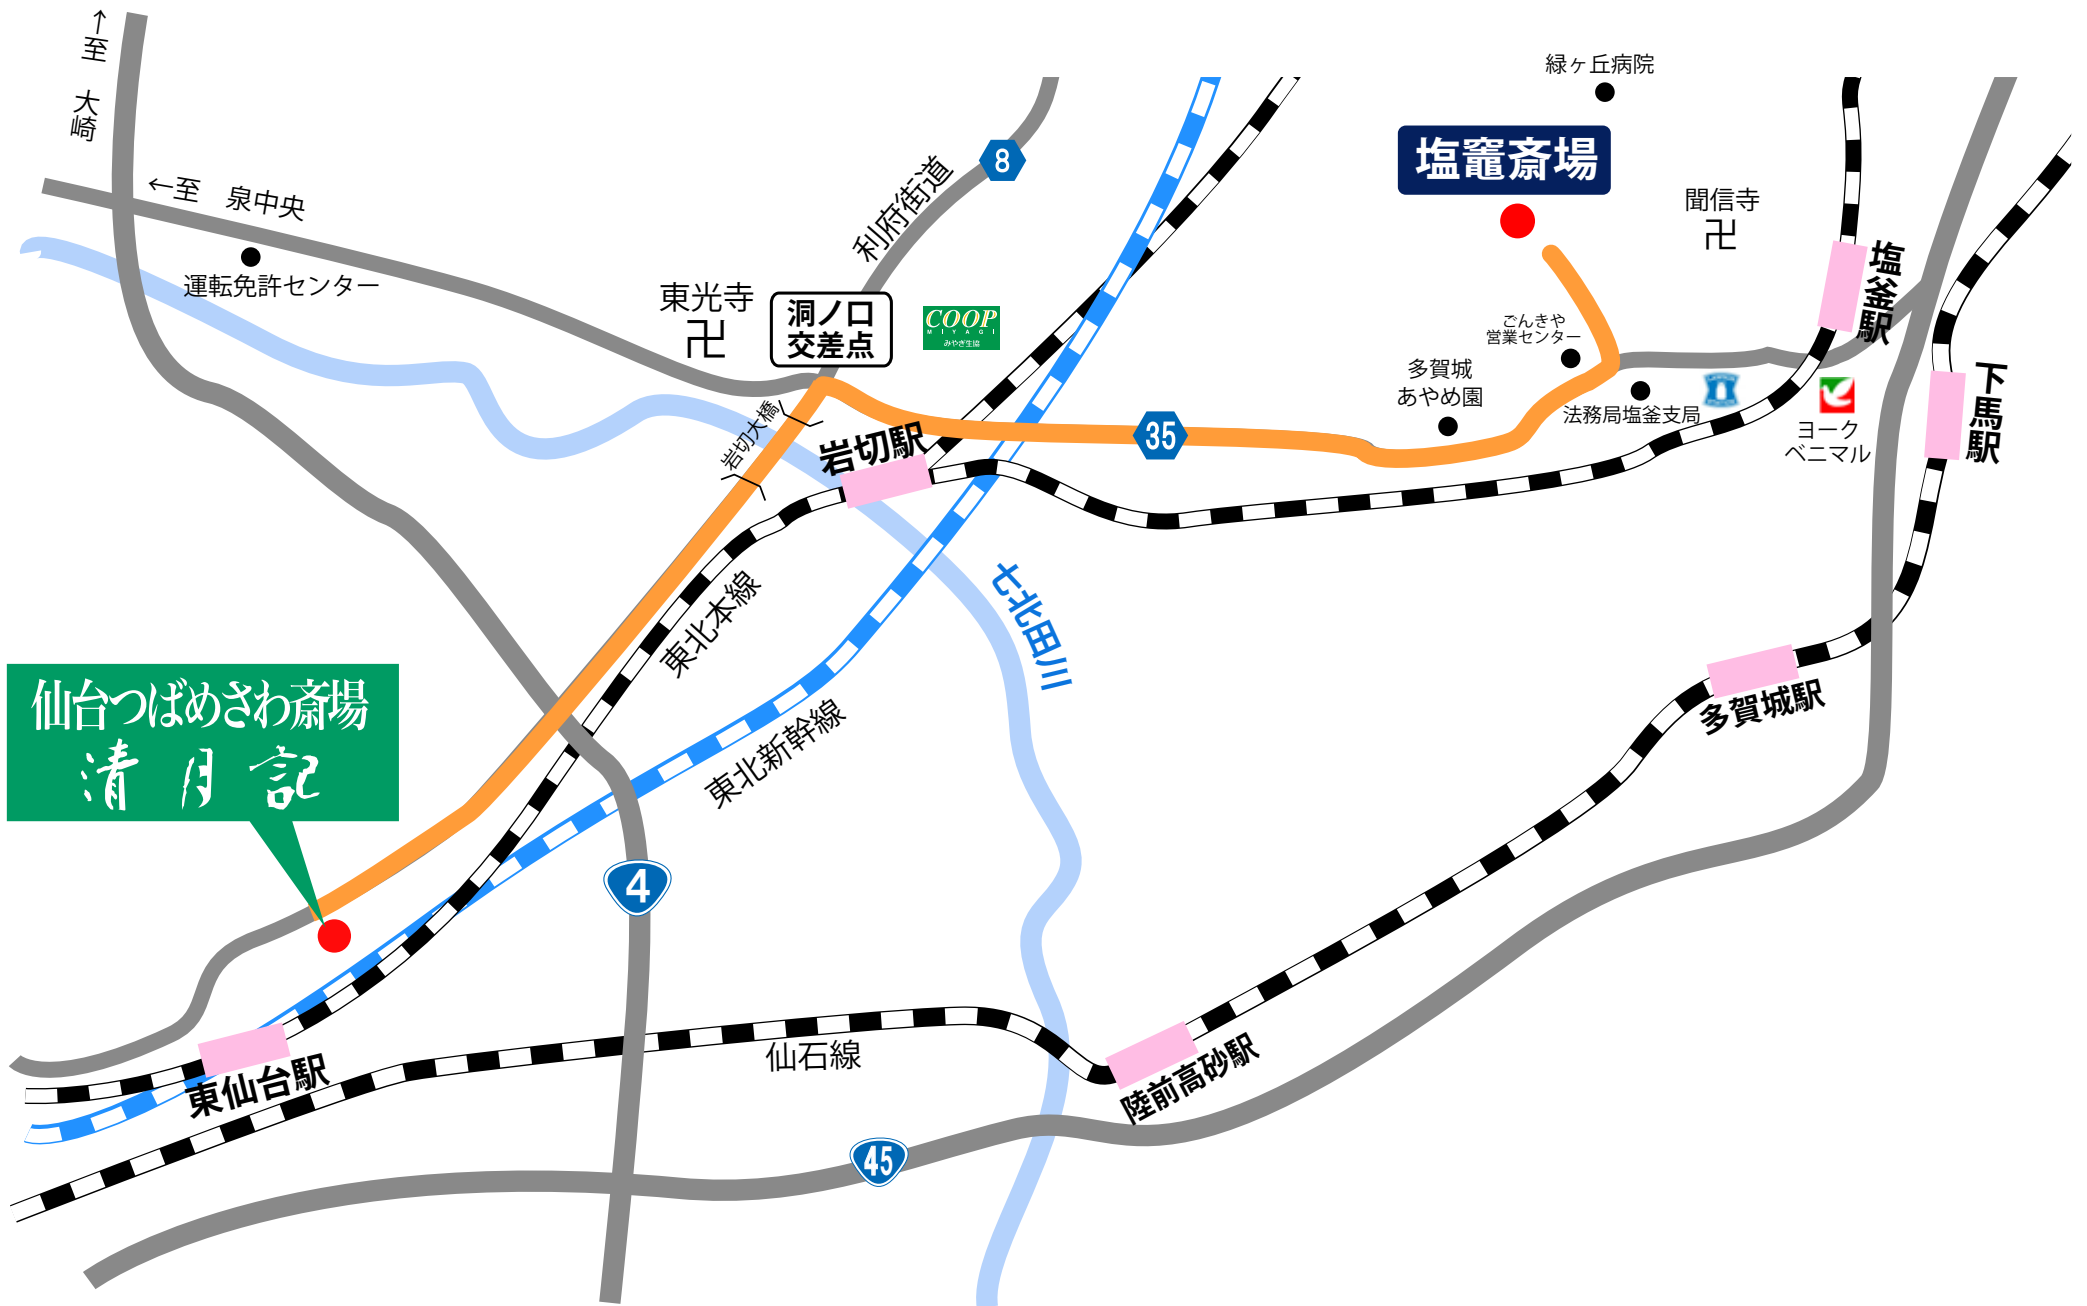 ←至 大崎
←至 泉中央
運転免許センター
利府街道
8
緑ヶ丘病院
塩竈斎場
聞信寺
卍
東光寺
卍
洞ノ口
交差点
COOP
MIYAGI
みやぎ生協
塩釜駅
ごんきや
営業センター
多賀城
あやめ園
法務局塩釜支局
ヨーク
ベニマル
下馬駅
岩切大橋
岩切駅
35
東北本線
七北田川
仙台つばめさわ斎場
清月記
東北新幹線
多賀城駅
4
東仙台駅
仙石線
陸前高砂駅
45